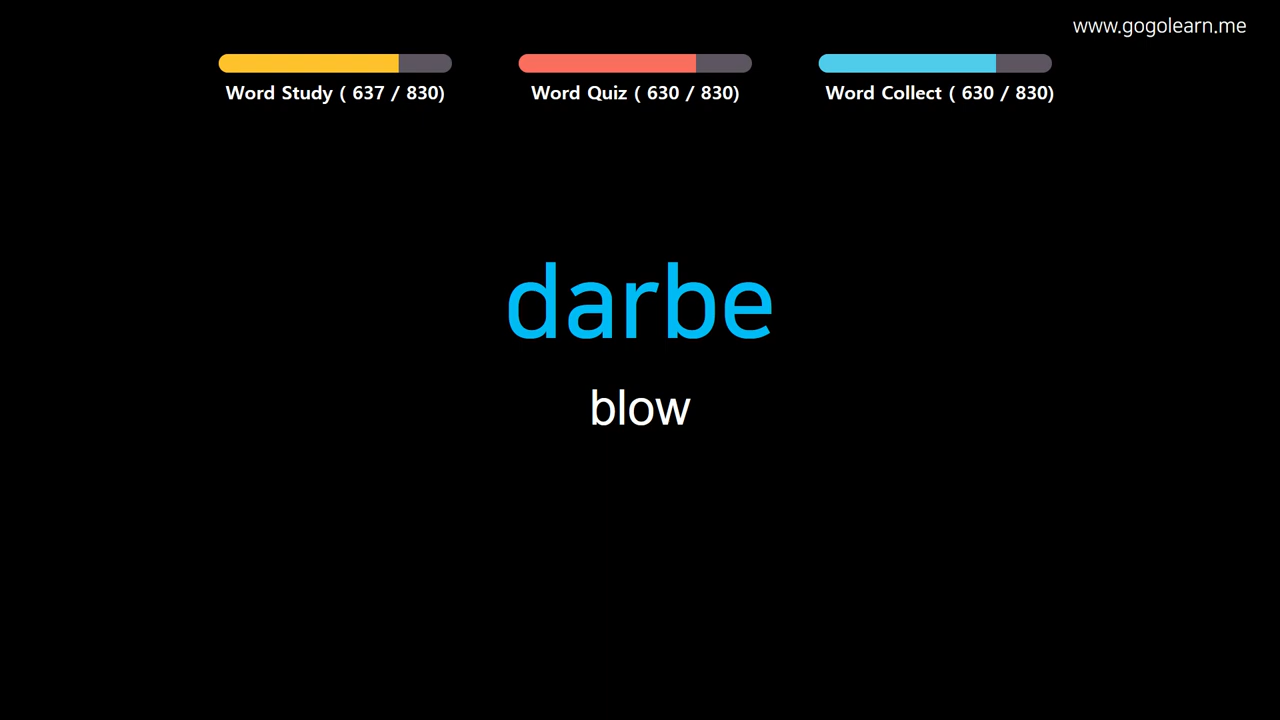 www.gogolearn.me
Word Study ( 637 / 830)
Word Quiz ( 630 / 830)
Word Collect ( 630 / 830)
darbe
blow